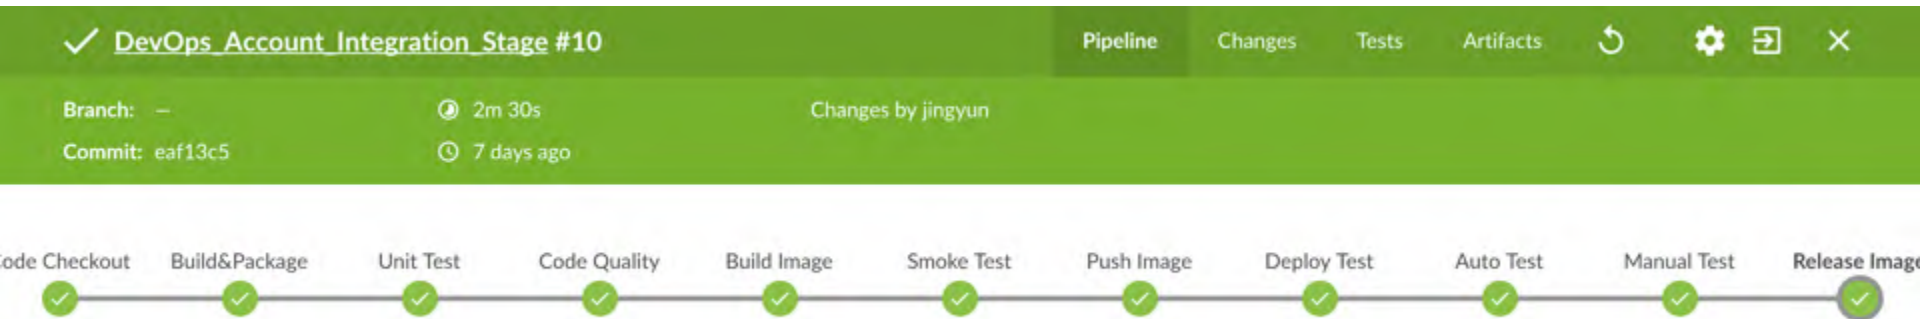 DevOps_Account_Integration_Stage #10 Pipeline Changes Tests Artifacts
Branch: – 2m 30s Changes by jingyun
Commit: eaf13c5 7 days ago
ode Checkout Build&Package Unit Test Code Quality Build Image Smoke Test Push Image Deploy Test Auto Test Manual Test Release Image